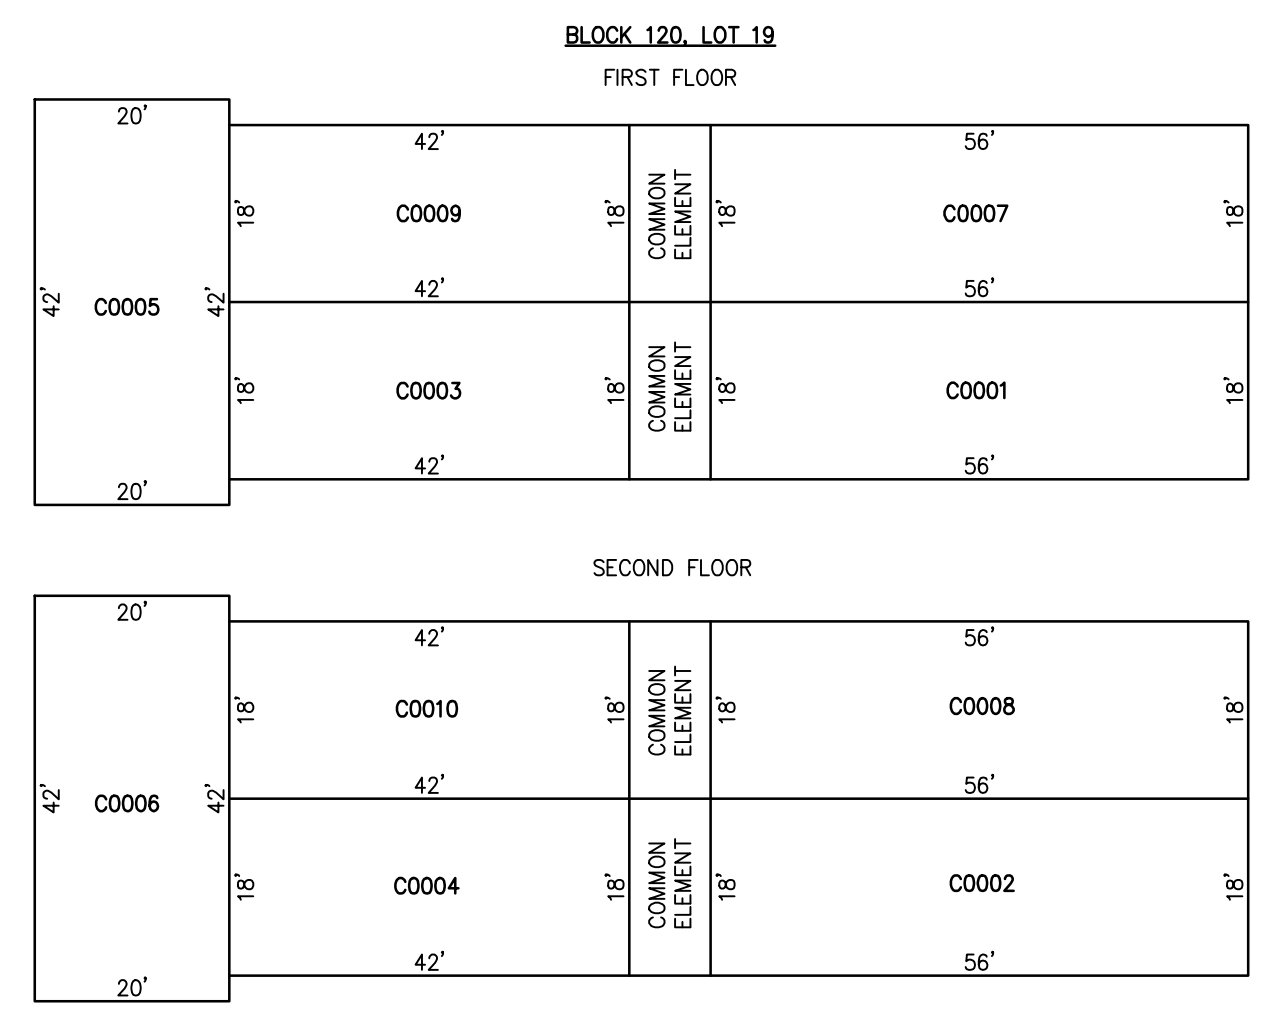 BLOCK 120, LOT 19
FIRST FLOOR
20'
42'
56'
18'
C0009
18'
COMMON
ELEMENT
18'
C0007
18'
42'
C0005
42'
42'
56'
18'
C0003
18'
COMMON
ELEMENT
18'
C0001
18'
42'
56'
20'
SECOND FLOOR
20'
42'
56'
18'
C0010
18'
COMMON
ELEMENT
18'
C0008
18'
42'
C0006
42'
42'
56'
18'
C0004
18'
COMMON
ELEMENT
18'
C0002
18'
42'
56'
20'